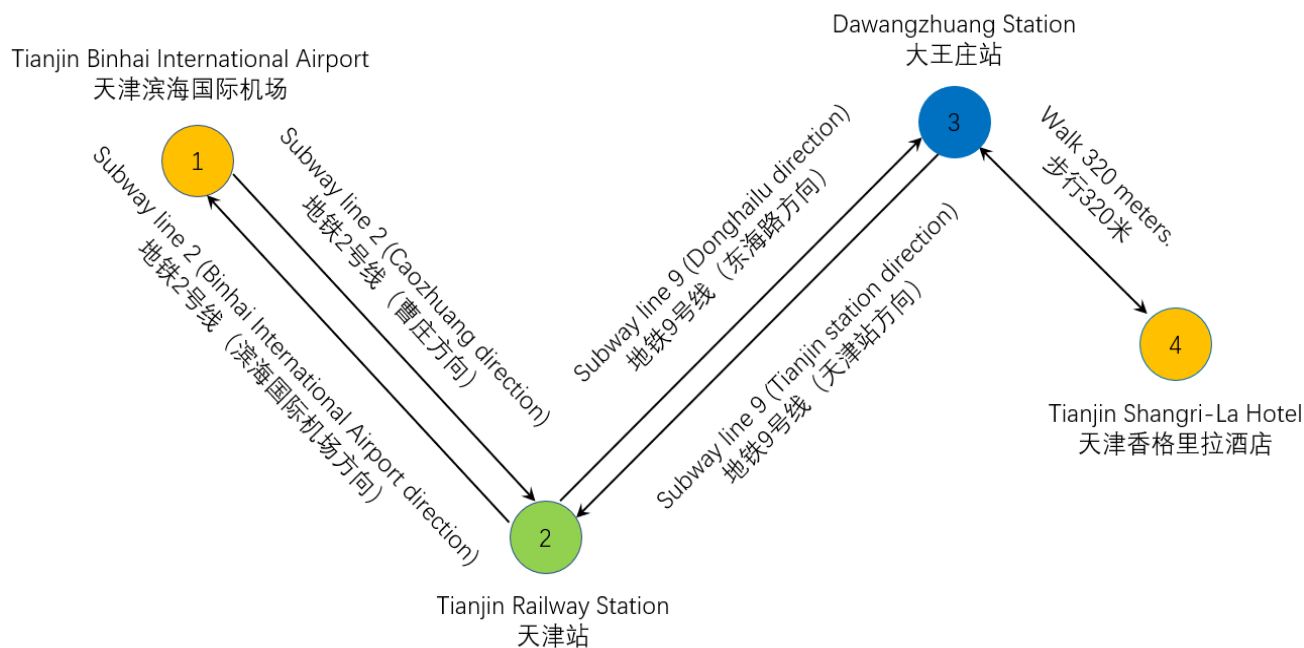 Tianjin Binhai International Airport
天津滨海国际机场
1
Subway line 2 (Caozhuang direction)
地铁2号线（曹庄方向）
Subway line 2 (Binhai International Airport direction)
地铁2号线（滨海国际机场方向）
2
Tianjin Railway Station
天津站
Subway line 9 (Donghailu direction)
地铁9号线（东海路方向）
Subway line 9 (Tianjin station direction)
地铁9号线（天津站方向）
Dawangzhuang Station
大王庄站
3
Walk 320 meters.
步行320米
4
Tianjin Shangri-La Hotel
天津香格里拉酒店